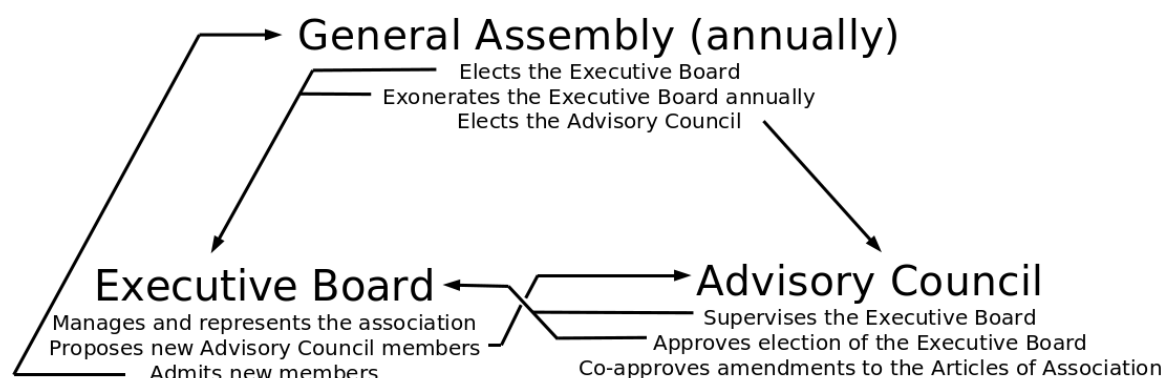 General Assembly (annually)
Elects the Executive Board
Exonerates the Executive Board annually
Elects the Advisory Council
Executive Board
Manages and represents the association
Proposes new Advisory Council members
Admits new members
Advisory Council
Supervises the Executive Board
Approves election of the Executive Board
Co-approves amendments to the Articles of Association